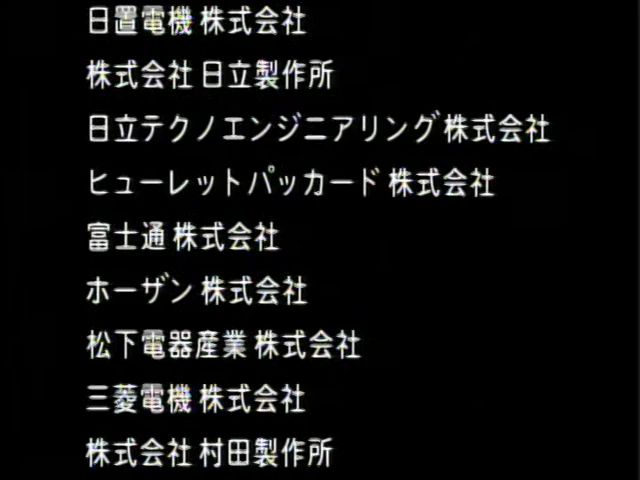 日置電機 株式会社
株式会社 日立製作所
日立テクノエンジニアリング 株式会社
ヒューレットパッカード 株式会社
富士通 株式会社
ホーザン 株式会社
松下電器産業 株式会社
三菱電機 株式会社
株式会社 村田製作所